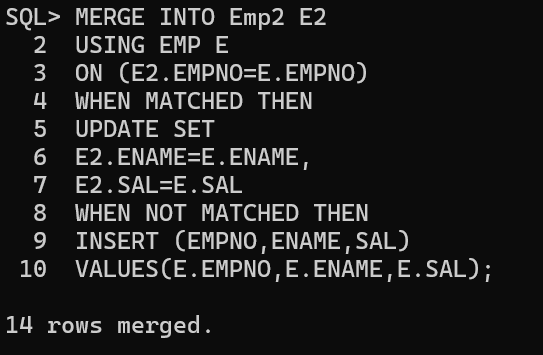 SQL> MERGE INTO Emp2 E2
  2  USING EMP E
  3  ON (E2.EMPNO=E.EMPNO)
  4  WHEN MATCHED THEN
  5  UPDATE SET
  6  E2.ENAME=E.ENAME,
  7  E2.SAL=E.SAL
  8  WHEN NOT MATCHED THEN
  9  INSERT (EMPNO,ENAME,SAL)
 10  VALUES(E.EMPNO,E.ENAME,E.SAL);

14 rows merged.